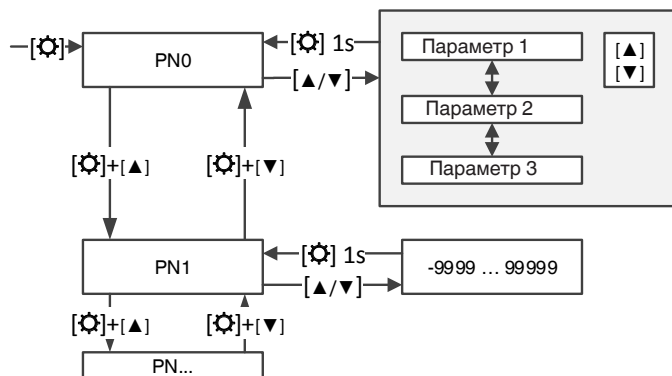 [⚙] PN0 [⚙] 1s Параметр 1 [▲]
[▲/▼] [▼]
Параметр 2
[⚙]+[▲] [⚙]+[▼] Параметр 3
PN1 [⚙] 1s -9999 ... 99999
[▲/▼]
[⚙]+[▲] [⚙]+[▼]
PN...